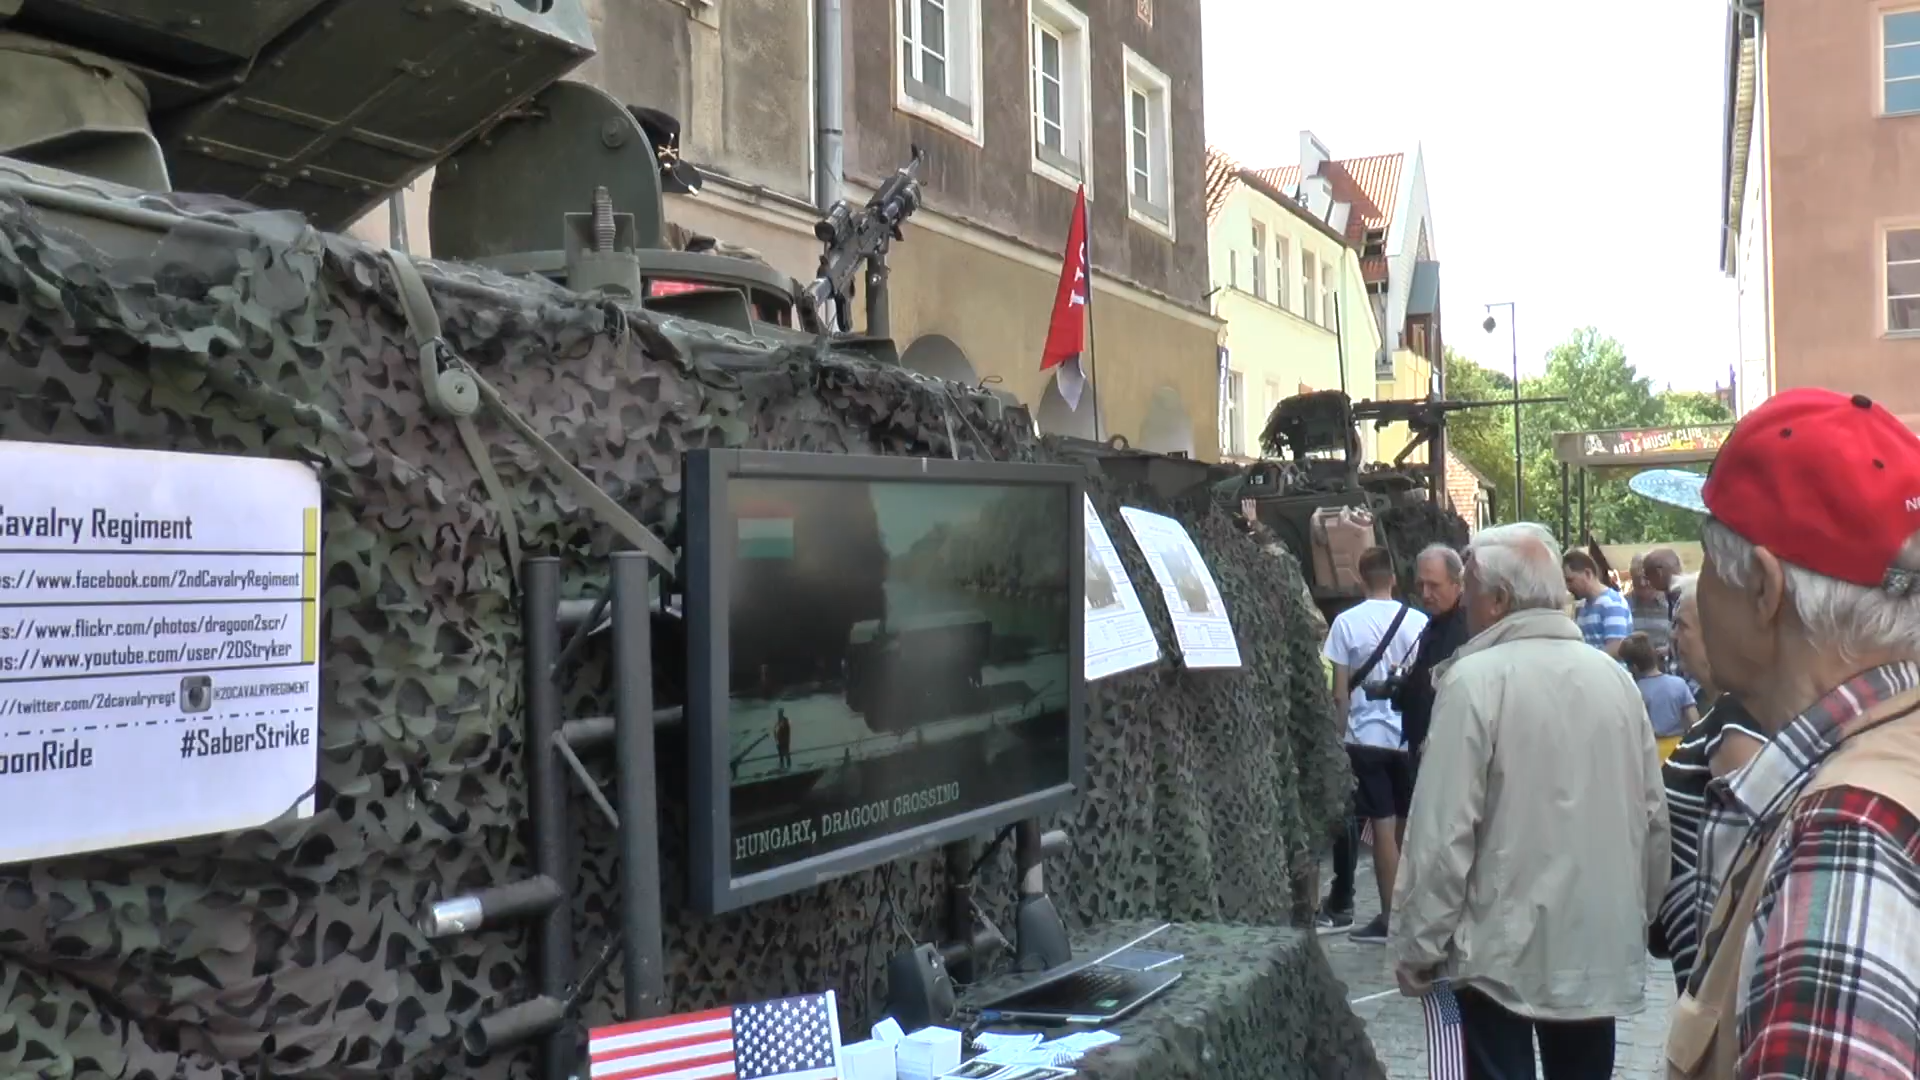 Cavalry Regiment
s://www.facebook.com/2ndCavalryRegiment
s://www.flickr.com/photos/dragoon2scr/
s://www.youtube.com/user/2DStryker
//twitter.com/2dcavalryregt @2DCAVALRYREGIMENT
oonRide #SaberStrike
HUNGARY, DRAGOON CROSSING
ART & MUSIC CLUB